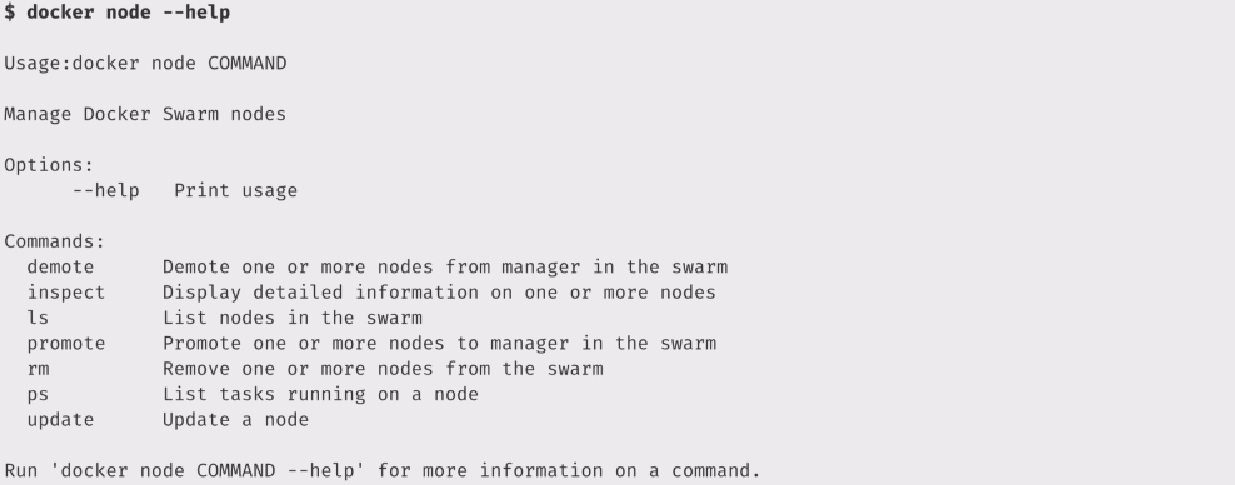 $ docker node --help
Usage:docker node COMMAND
Manage Docker Swarm nodes
Options:
      --help   Print usage
Commands:
  demote      Demote one or more nodes from manager in the swarm
  inspect     Display detailed information on one or more nodes
  ls          List nodes in the swarm
  promote     Promote one or more nodes to manager in the swarm
  rm          Remove one or more nodes from the swarm
  ps          List tasks running on a node
  update      Update a node
Run 'docker node COMMAND --help' for more information on a command.